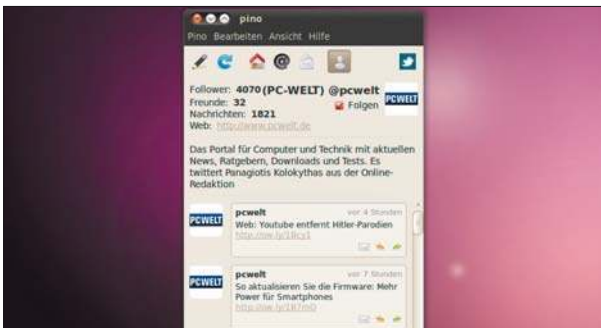 pino
Pino Bearbeiten Ansicht Hilfe
Follower: 4070 (PC-WELT) @pcwelt
Freunde: 32
Folgen
Nachrichten: 1821
Web: http://www.pcwelt.de
PCWELT
Das Portal für Computer und Technik mit aktuellen
News, Ratgebern, Downloads und Tests. Es
twittert Panagiotis Kolokythas aus der Online-
Redaktion
PCWELT
pcwelt vor 4 Stunden
Web: Youtube entfernt Hitler-Parodien
PCWELT
pcwelt vor 7 Stunden
So aktualisieren Sie die Firmware: Mehr
Power für Smartphones